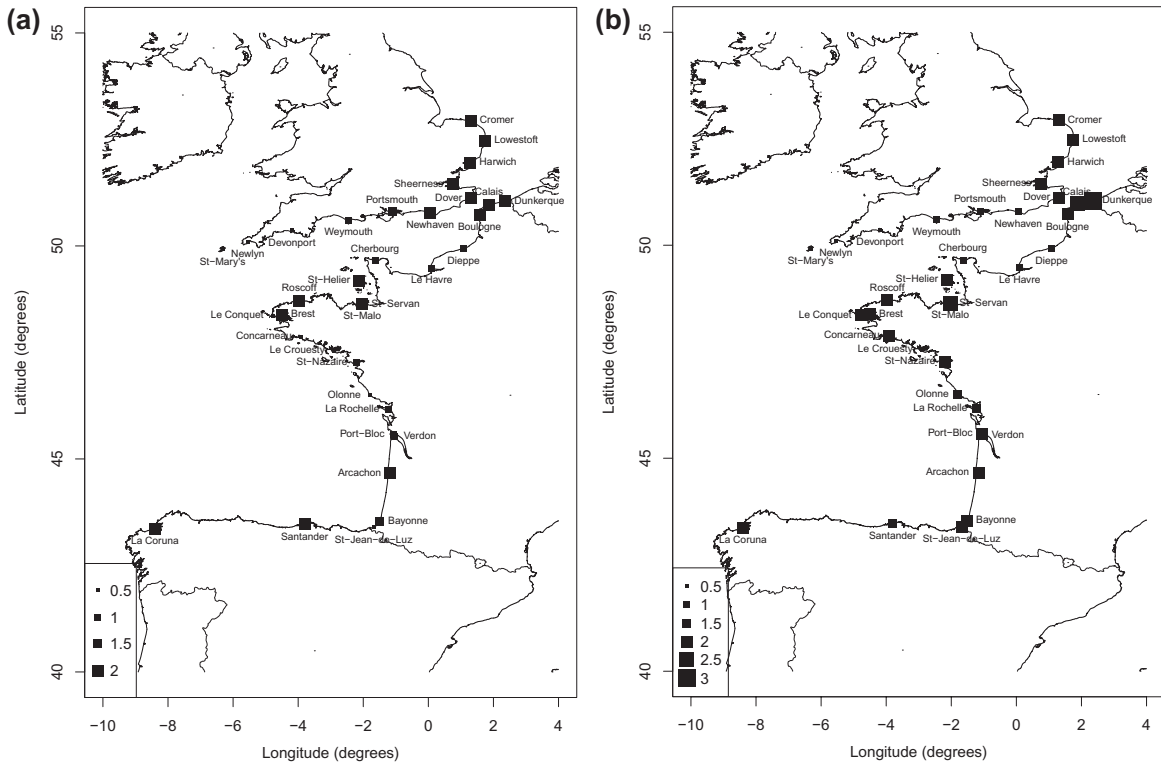 (a)
55
50
45
40
Latitude (degrees)
Cromer
Lowestoft
Harwich
Sheerness
Calais
Dover
Dunkerque
Portsmouth
Boulogne
Newhaven
Weymouth
Devonport
Newlyn
St−Mary's
Cherbourg
Dieppe
Le Havre
St−Helier
Roscoff
St−Servan
St−Malo
Le Conquet
Brest
Concarneau
Le Crouesty
St−Nazaire
Olonne
La Rochelle
Port−Bloc
Verdon
Arcachon
Bayonne
La Coruna
Santander
St−Jean−de−Luz
0.5
1
1.5
2
−10 −8 −6 −4 −2 0 2 4
Longitude (degrees)
(b)
55
50
45
40
Latitude (degrees)
Cromer
Lowestoft
Harwich
Sheerness
Calais
Dover
Dunkerque
Portsmouth
Boulogne
Newhaven
Weymouth
Devonport
Newlyn
St−Mary's
Cherbourg
Dieppe
Le Havre
St−Helier
Roscoff
St−Servan
St−Malo
Le Conquet
Brest
Concarneau
Le Crouesty
St−Nazaire
Olonne
La Rochelle
Port−Bloc
Verdon
Arcachon
Bayonne
La Coruna
Santander
St−Jean−de−Luz
0.5
1
1.5
2
2.5
3
−10 −8 −6 −4 −2 0 2 4
Longitude (degrees)